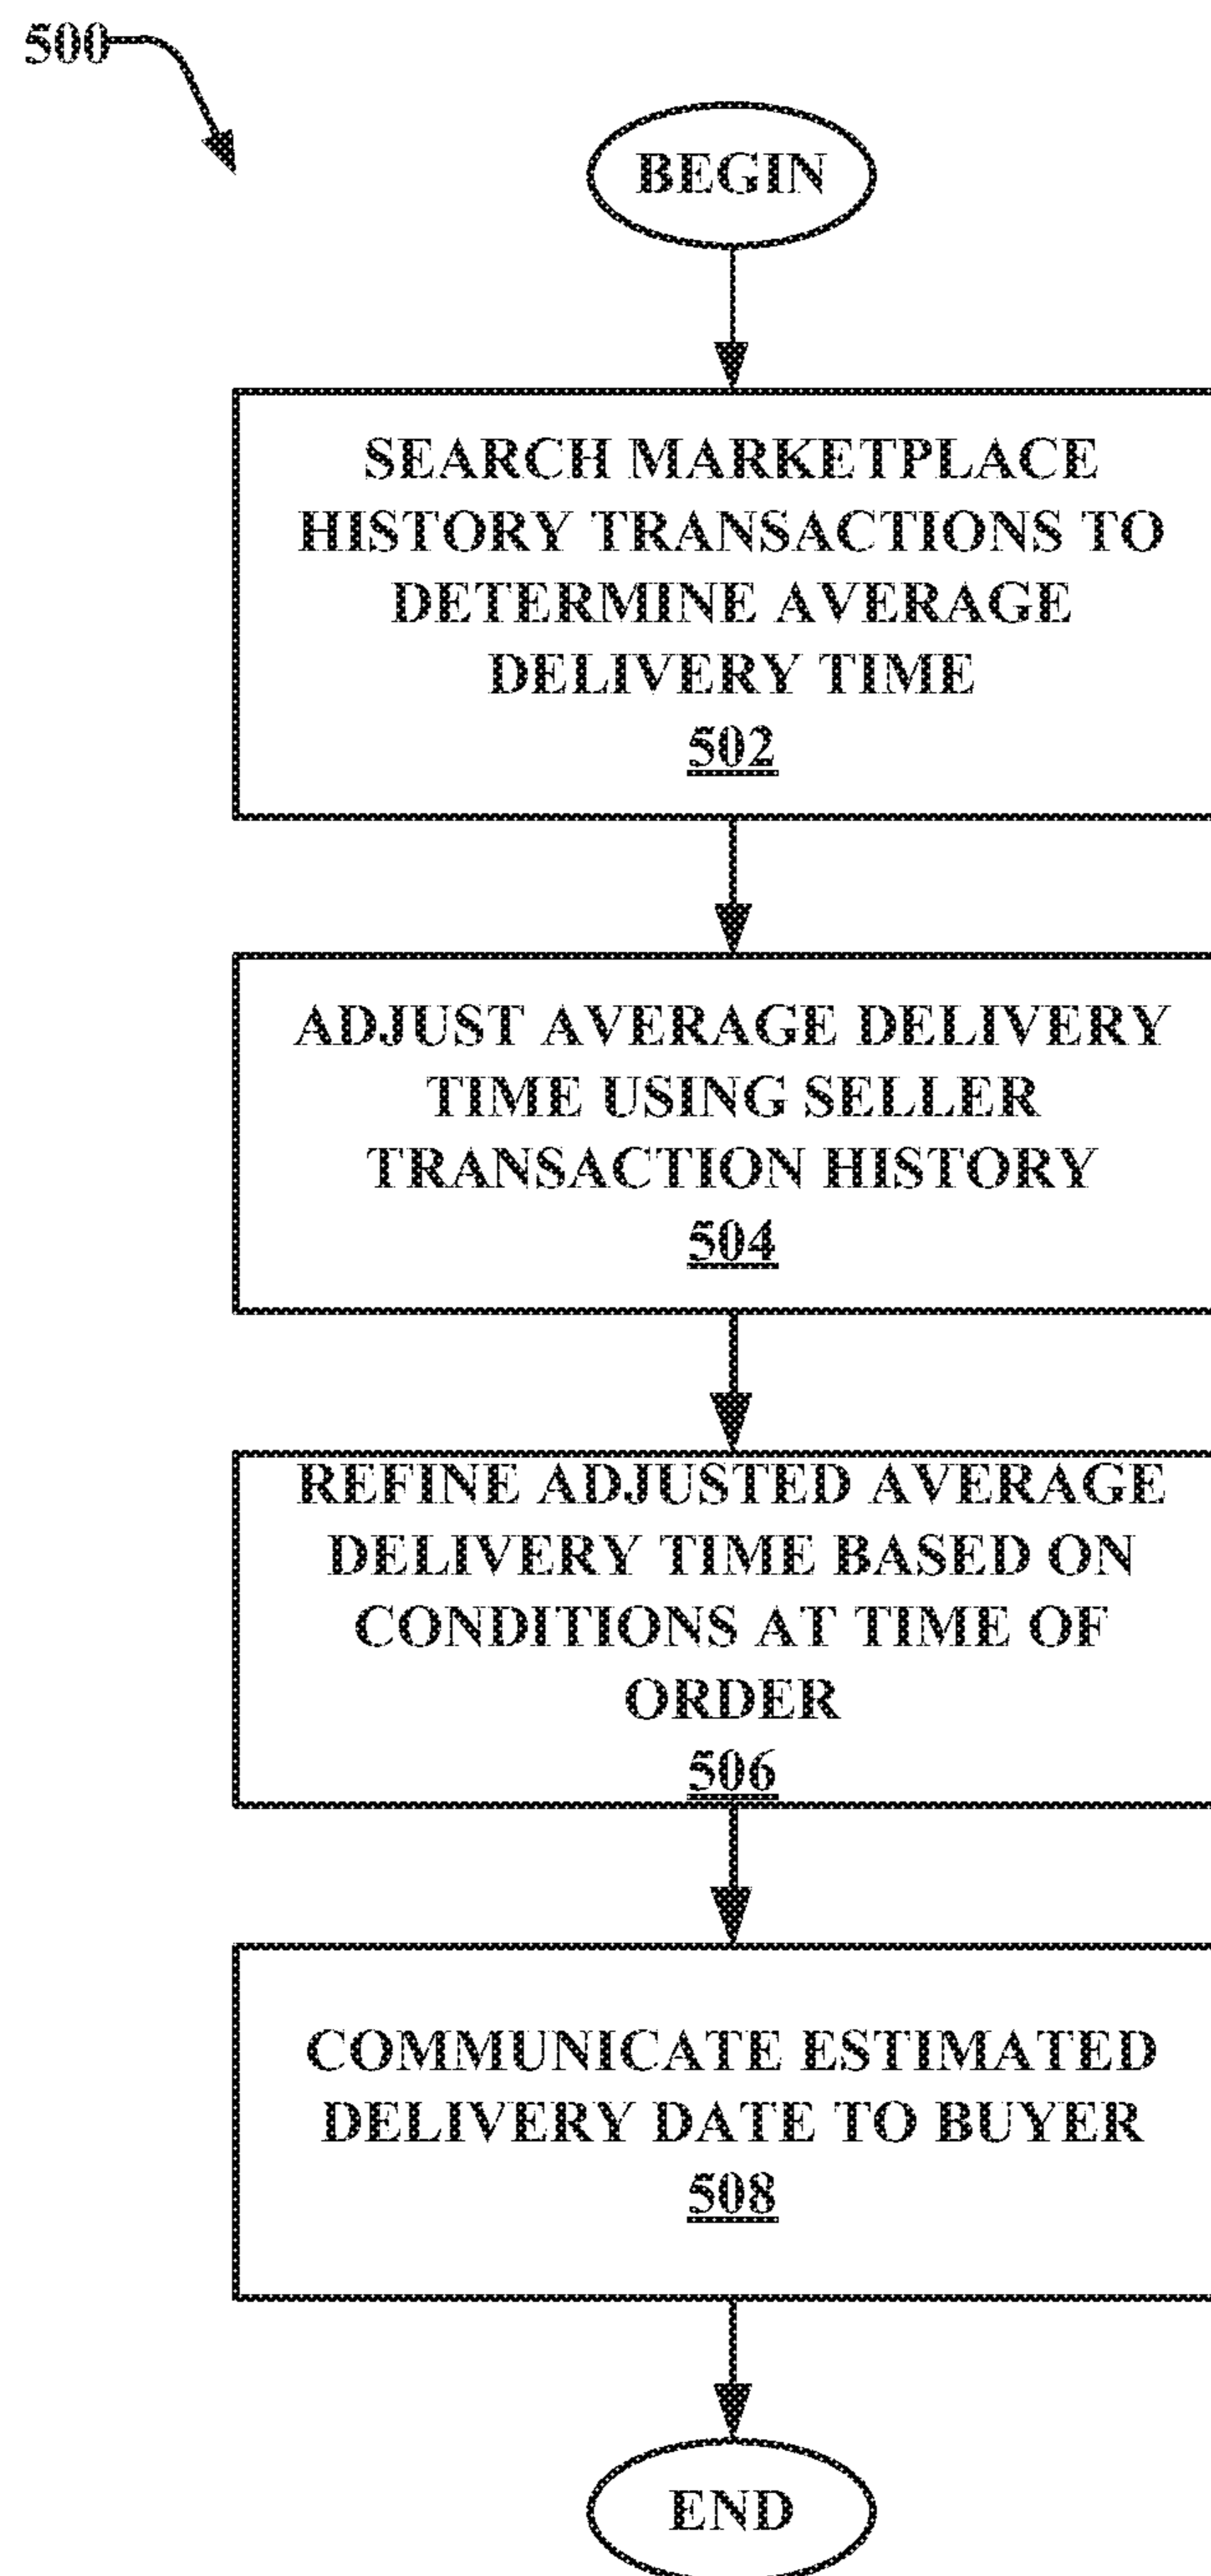 500
BEGIN
SEARCH MARKETPLACE
HISTORY TRANSACTIONS TO
DETERMINE AVERAGE
DELIVERY TIME
502
ADJUST AVERAGE DELIVERY
TIME USING SELLER
TRANSACTION HISTORY
504
REFINE ADJUSTED AVERAGE
DELIVERY TIME BASED ON
CONDITIONS AT TIME OF
ORDER
506
COMMUNICATE ESTIMATED
DELIVERY DATE TO BUYER
508
END